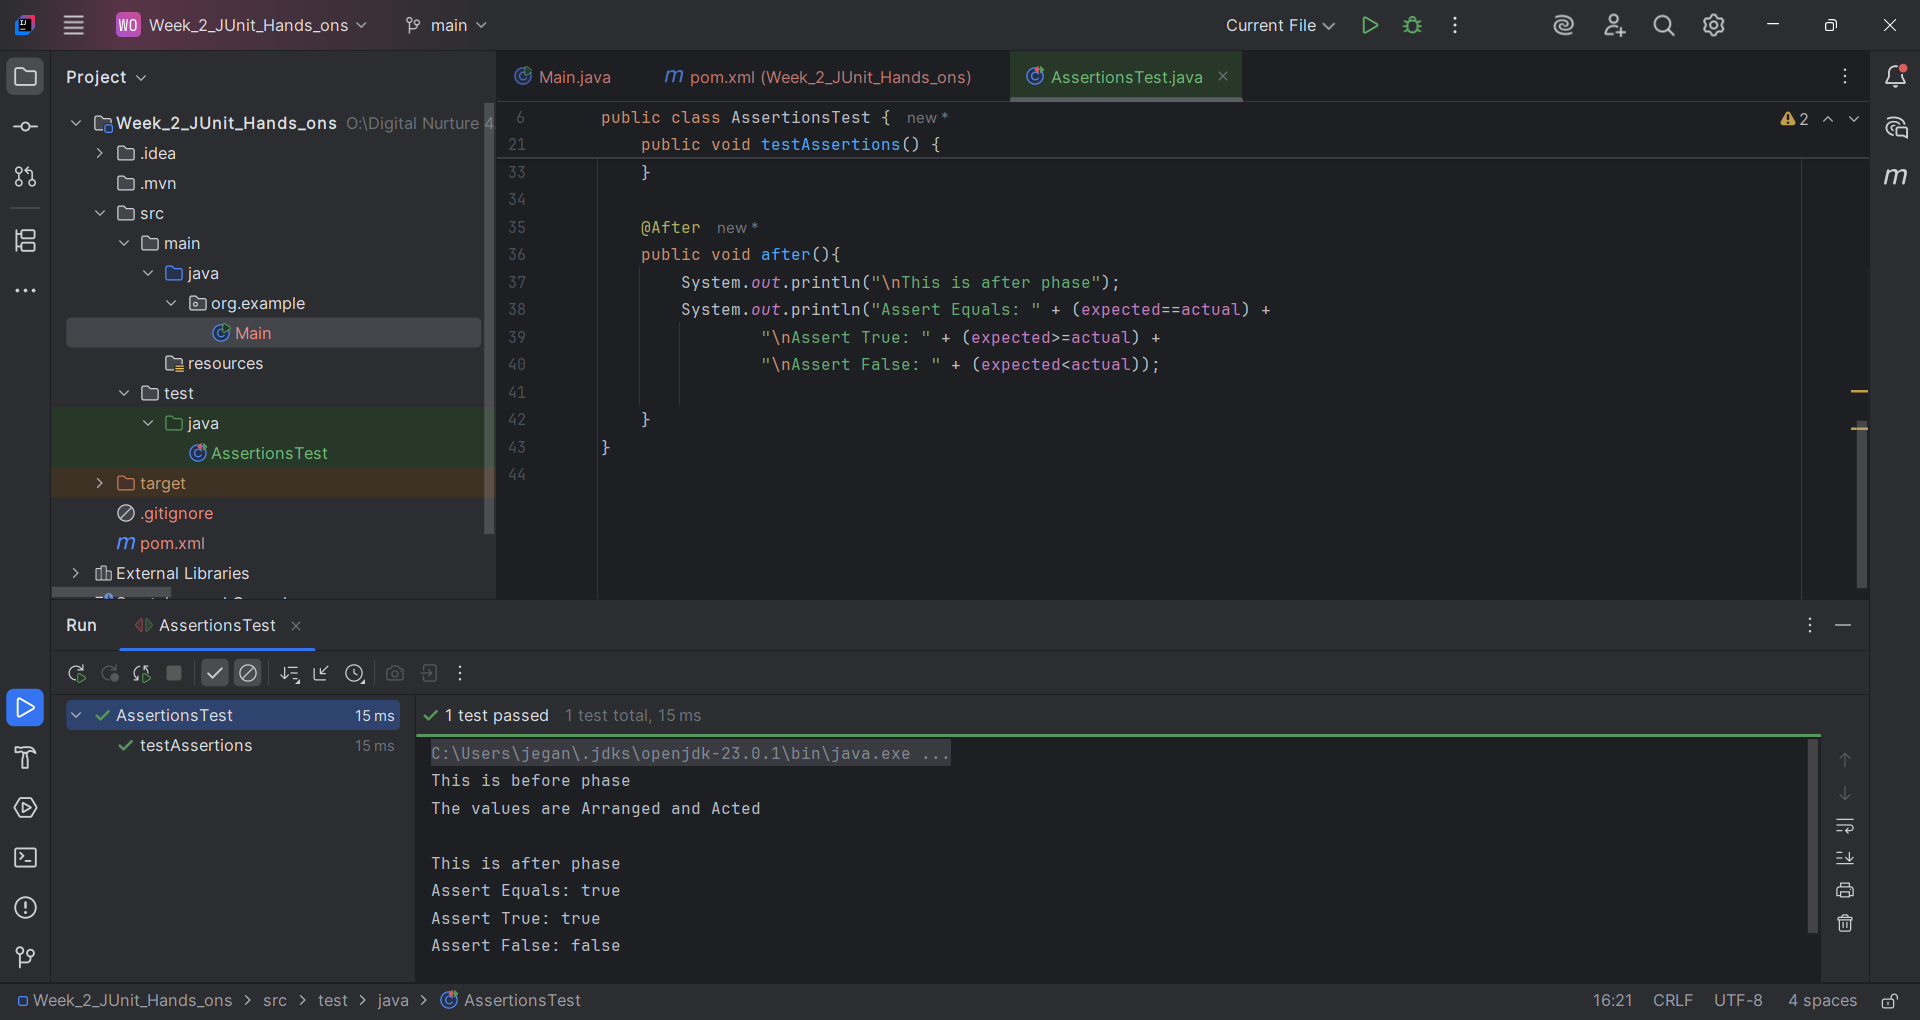 WO Week_2_JUnit_Hands_ons main Current File
Project
Week_2_JUnit_Hands_ons O:\Digital Nurture 4
.idea
.mvn
src
main
java
org.example
Main
resources
test
java
AssertionsTest
target
.gitignore
m pom.xml
External Libraries
Main.java m pom.xml (Week_2_JUnit_Hands_ons) AssertionsTest.java
6 public class AssertionsTest { new *
2
21 public void testAssertions() {
33 }
34
35 @After new *
36 public void after(){
37 System.out.println("\nThis is after phase");
38 System.out.println("Assert Equals: " + (expected==actual) +
39 "\nAssert True: " + (expected>=actual) +
40 "\nAssert False: " + (expected<actual));
41
42 }
43 }
44
m
Run AssertionsTest
AssertionsTest 15 ms
testAssertions 15 ms
1 test passed 1 test total, 15 ms
C:\Users\jegan\.jdks\openjdk-23.0.1\bin\java.exe ...
This is before phase
The values are Arranged and Acted
This is after phase
Assert Equals: true
Assert True: true
Assert False: false
Week_2_JUnit_Hands_ons > src > test > java > AssertionsTest
16:21 CRLF UTF-8 4 spaces